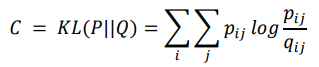 C = KL(P||Q) = ∑_i ∑_j p_ij log p_ij/q_ij